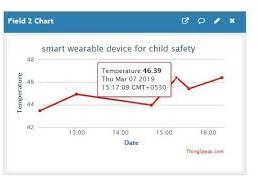 Field 2 Chart
smart wearable device for child safety
Temperature
48
44
42
Temperature:46.39
Thu Mar 07 2019
15:17:09 GMT+0530
13:00
14:00
15:00
16:00
Date
ThingSpeak.com